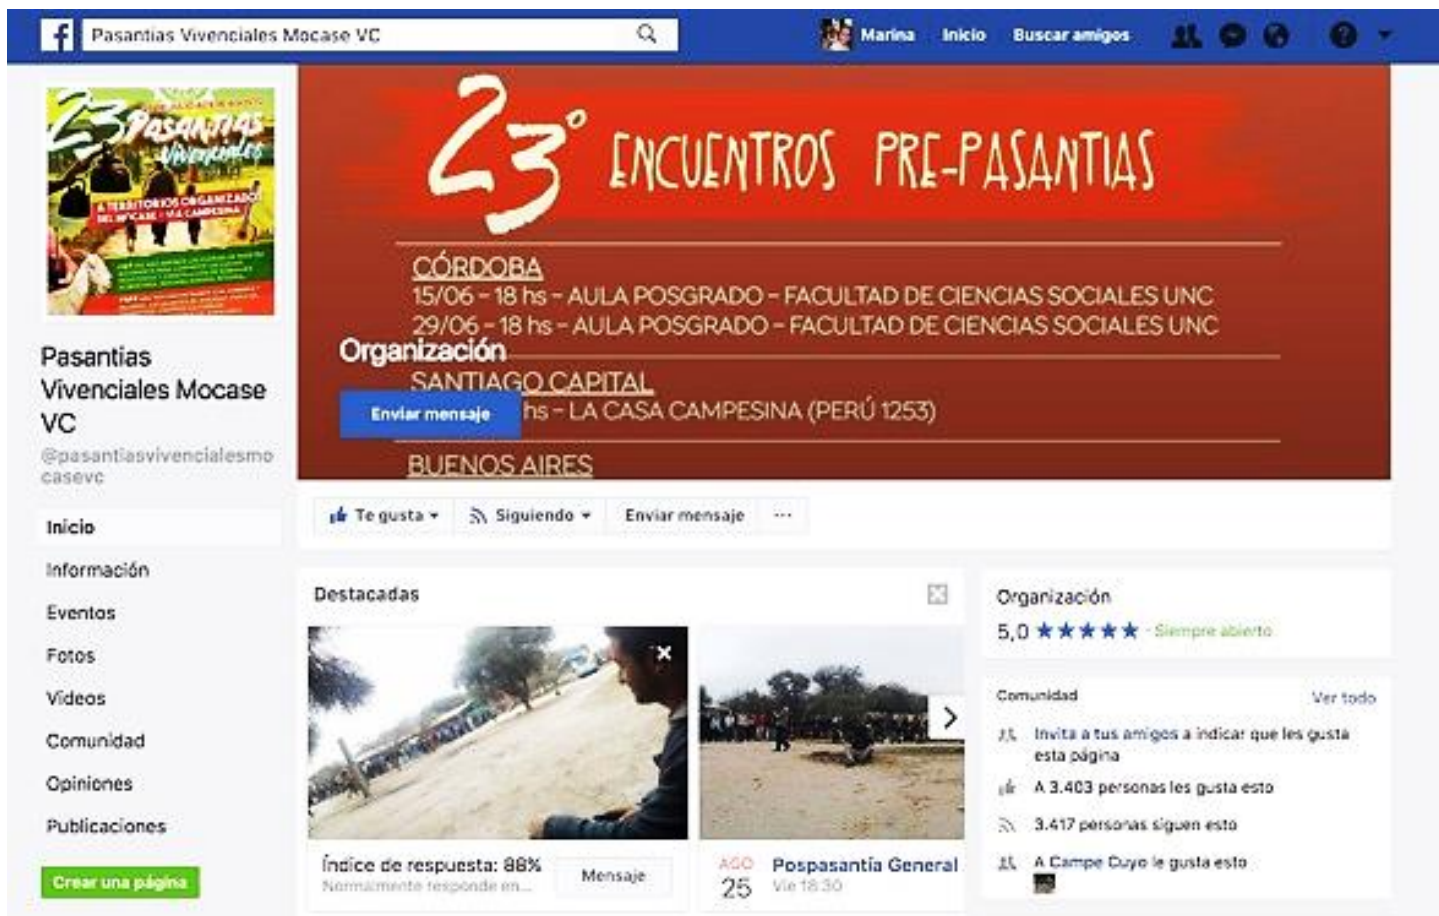 Pasantias Vivenciales Mocase VC
Marina Inicio Buscar amigos
23 PASANTIAS
Vivenciales
A TERRITORIOS ORGANIZADOS
DEL MOCASE - VIA CAMPESINA
Pasantias
Vivenciales Mocase
VC
@pasantiasvivencialesmo
casevc
Inicio
Información
Eventos
Fotos
Videos
Comunidad
Opiniones
Publicaciones
Crear una página
23° ENCUENTROS PRE-PASANTIAS
CÓRDOBA
15/06 – 18 hs – AULA POSGRADO – FACULTAD DE CIENCIAS SOCIALES UNC
29/06 – 18 hs – AULA POSGRADO – FACULTAD DE CIENCIAS SOCIALES UNC
Organización
SANTIAGO CAPITAL
Enviar mensaje
hs – LA CASA CAMPESINA (PERÚ 1253)
BUENOS AIRES
Te gusta Siguiendo Enviar mensaje ...
Destacadas
Índice de respuesta: 88%
Normalmente responde en...
Mensaje
AGO
25
Pospasantía General
Vie 18:30
Organización
5,0 ★★★★★ · Siempre abierto
Comunidad Ver todo
Invita a tus amigos a indicar que les gusta
esta página
A 3.403 personas les gusta esto
3.417 personas siguen esto
A Campe Cuyo le gusta esto